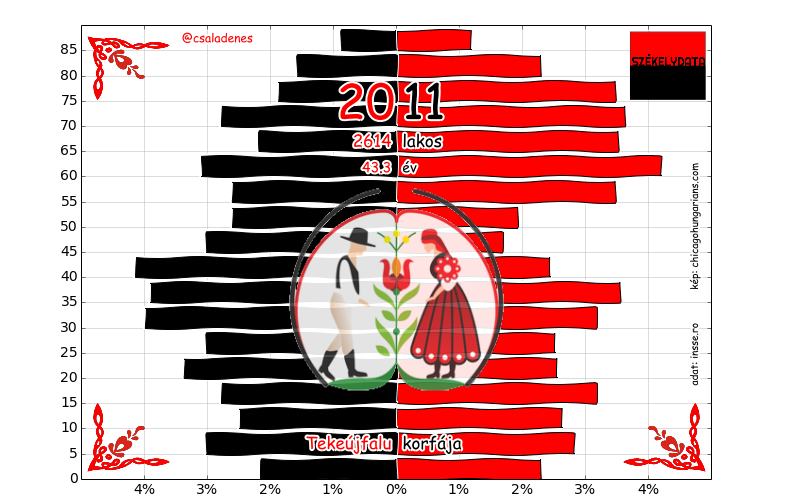 @csaladenes
SZÉKELYDATA
2011
2614 lakos
43.3 év
kép: chicagohungarians.com
adat: insse.ro
Tekeújfalu korfája
85
80
75
70
65
60
55
50
45
40
35
30
25
20
15
10
5
0
4% 3% 2% 1% 0% 1% 2% 3% 4%